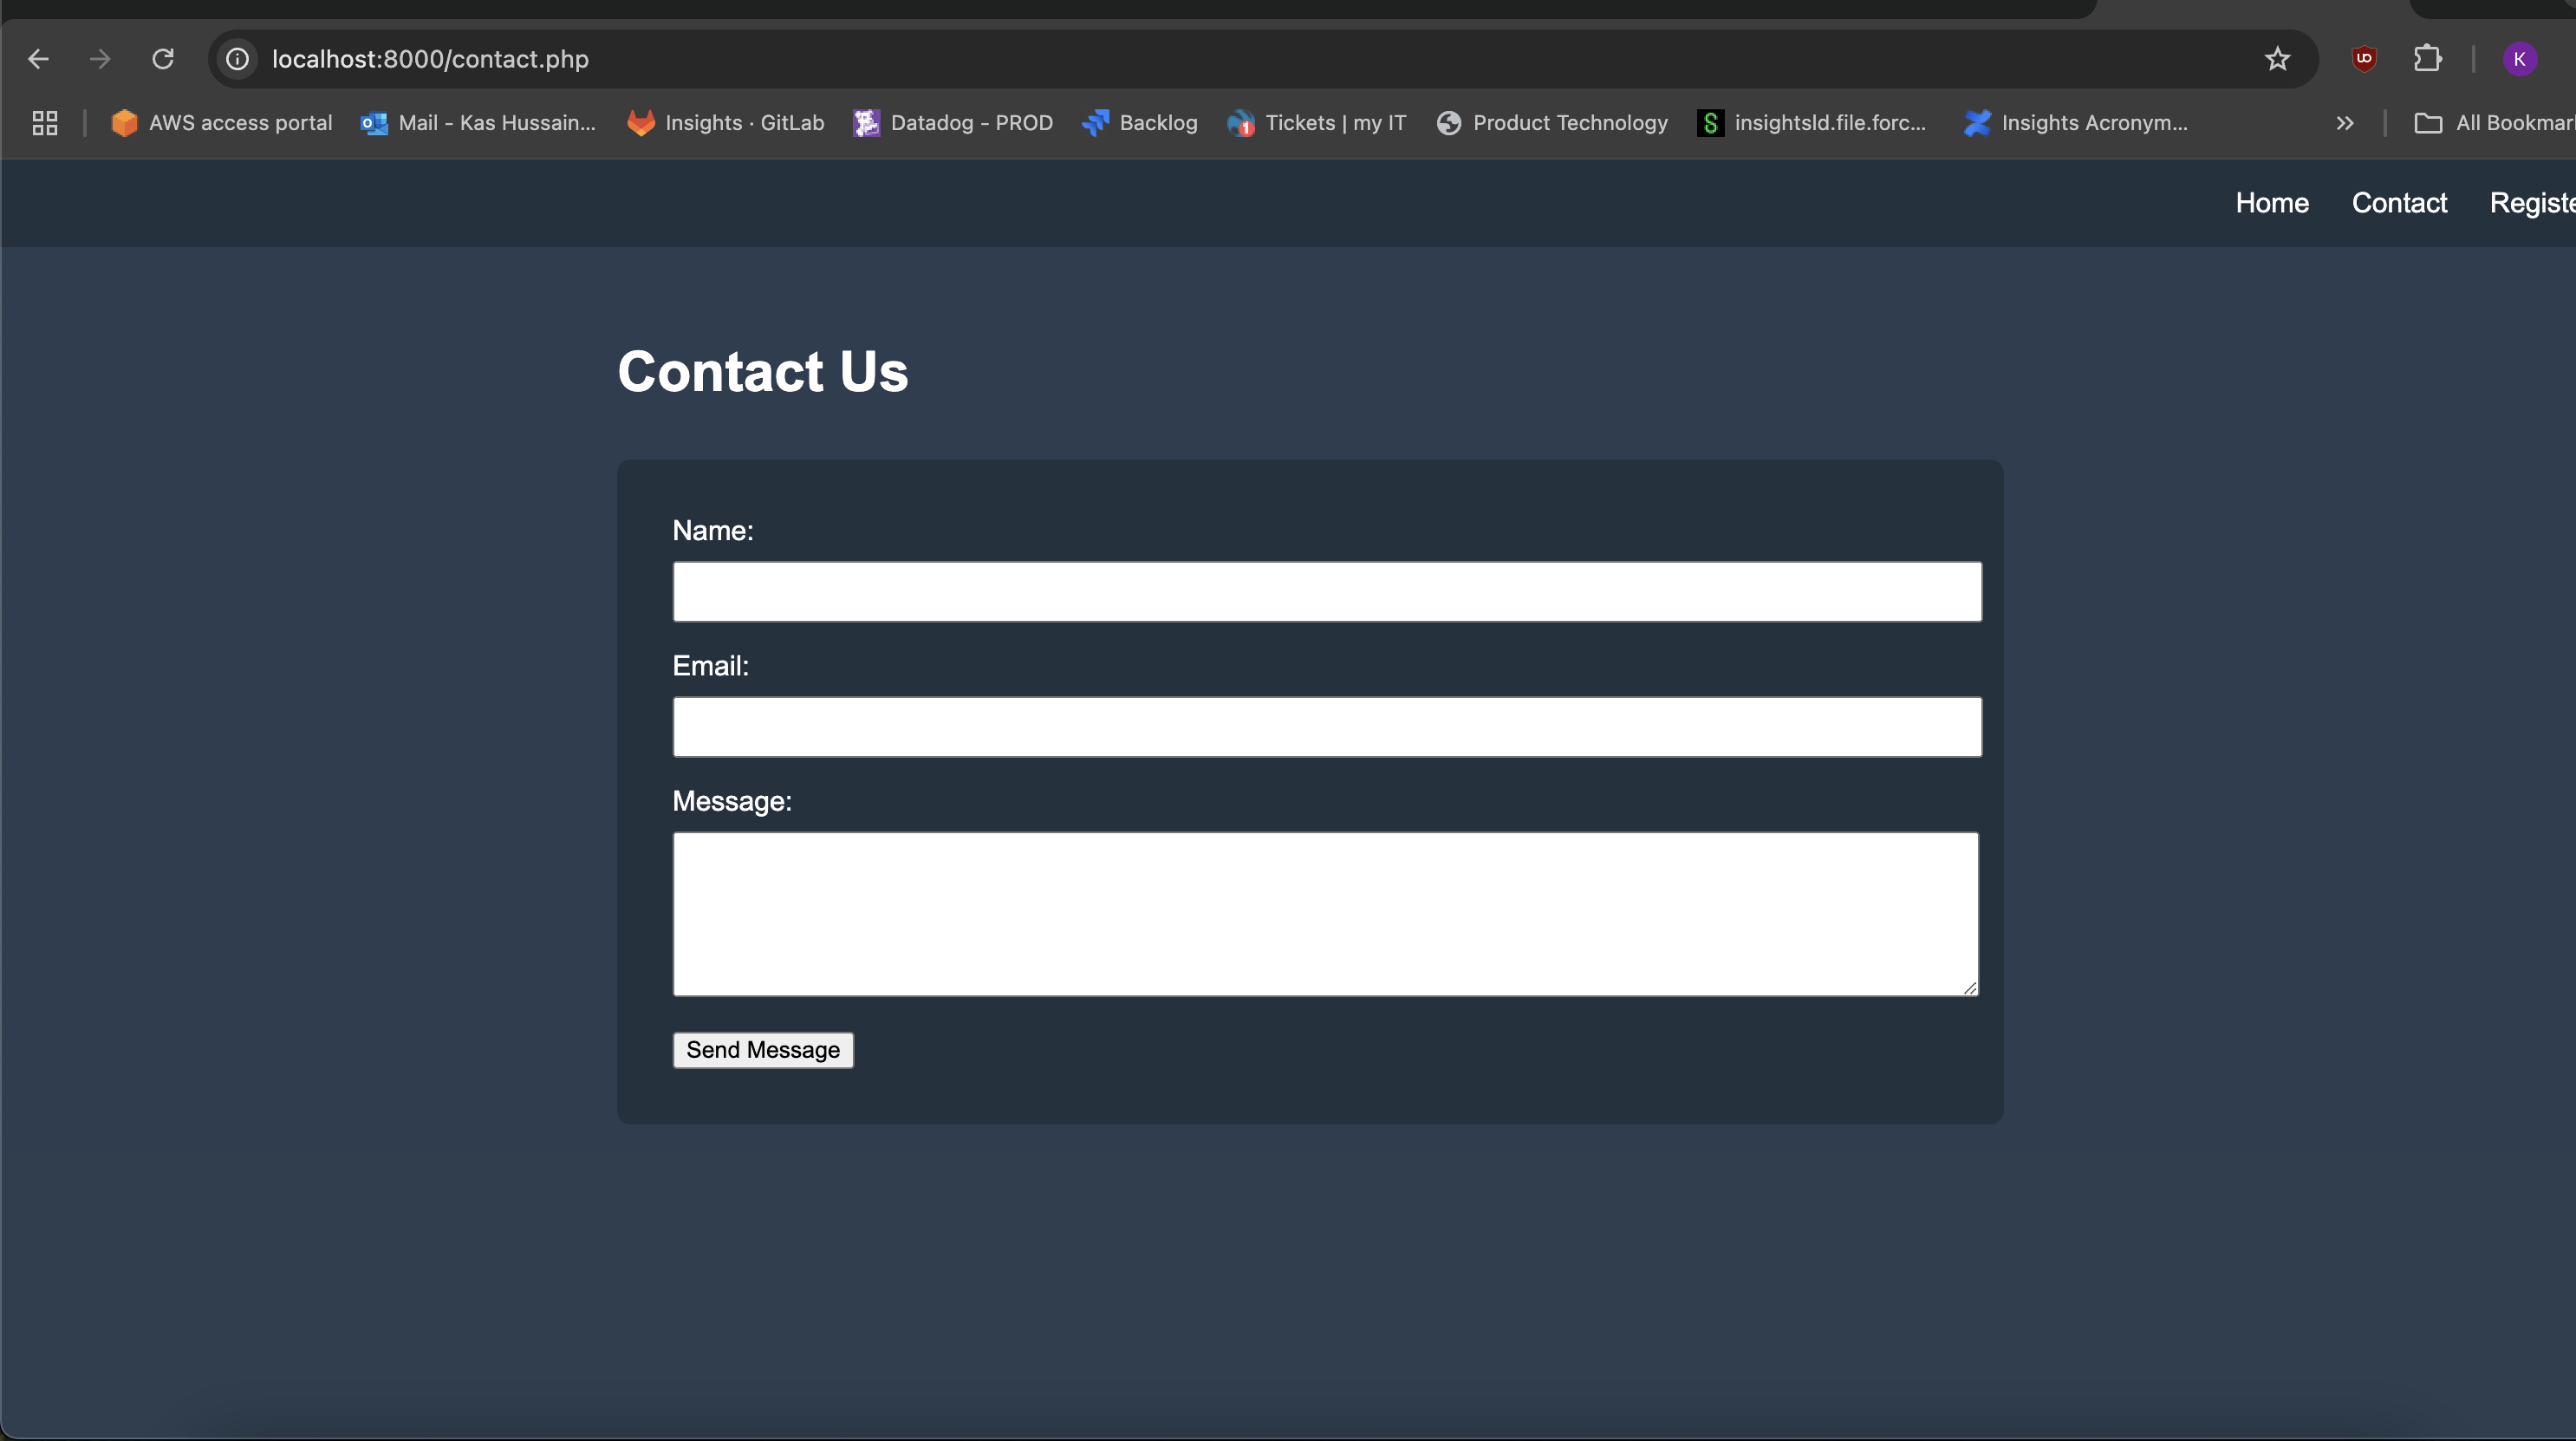 localhost:8000/contact.php
K
AWS access portal Mail - Kas Hussain... Insights · GitLab Datadog - PROD Backlog 1 Tickets | my IT Product Technology S insightsld.file.forc... Insights Acronym... » All Bookmar
Home Contact Registe
Contact Us
Name:
Email:
Message:
Send Message